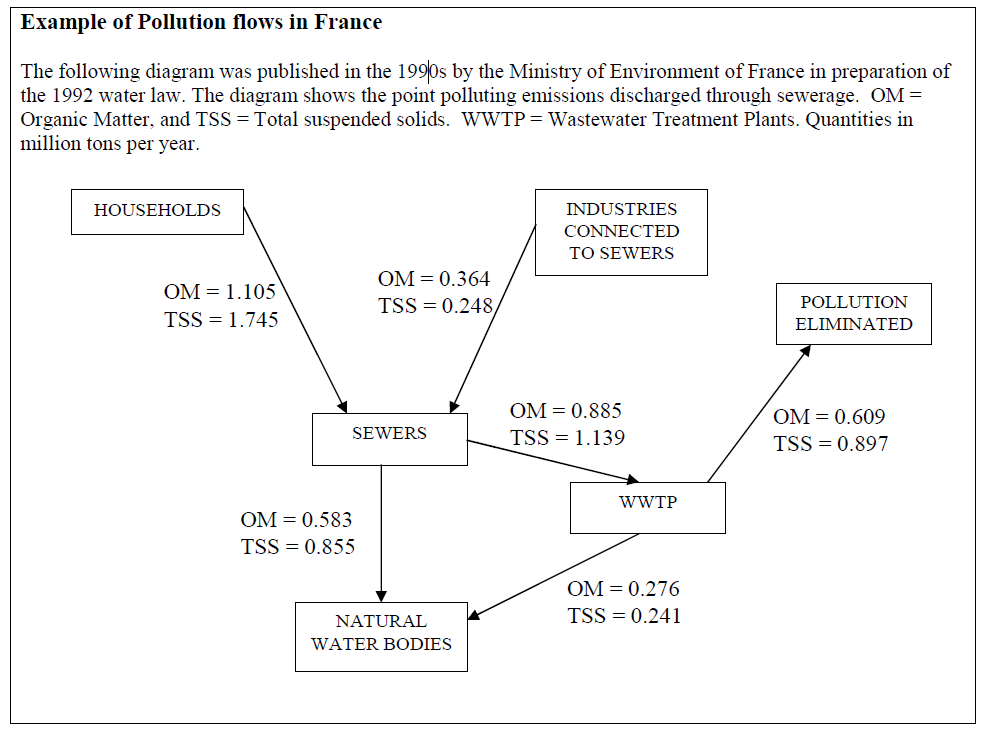 Example of Pollution flows in France
The following diagram was published in the 1990s by the Ministry of Environment of France in preparation of
the 1992 water law. The diagram shows the point polluting emissions discharged through sewerage. OM =
Organic Matter, and TSS = Total suspended solids. WWTP = Wastewater Treatment Plants. Quantities in
million tons per year.
HOUSEHOLDS
INDUSTRIES
CONNECTED
TO SEWERS
OM = 1.105
TSS = 1.745
OM = 0.364
TSS = 0.248
POLLUTION
ELIMINATED
SEWERS
OM = 0.885
TSS = 1.139
OM = 0.609
TSS = 0.897
WWTP
OM = 0.583
TSS = 0.855
OM = 0.276
TSS = 0.241
NATURAL
WATER BODIES